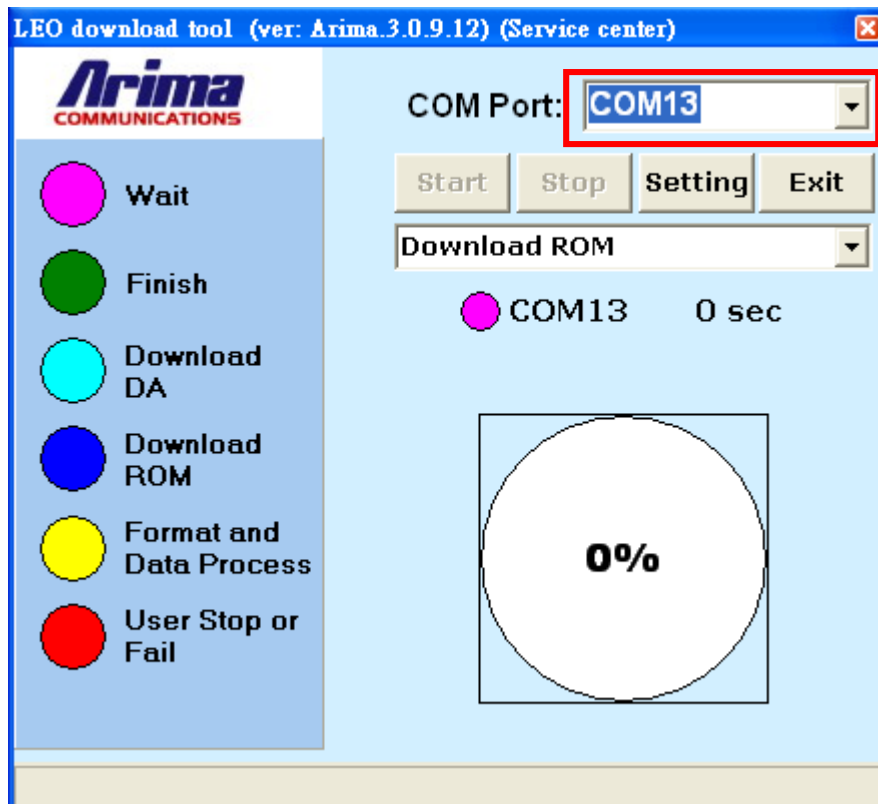 LEO download tool (ver: Arima.3.0.9.12) (Service center)
Arima
COMMUNICATIONS
COM Port: COM13
Start Stop Setting Exit
Download ROM
COM13 0 sec
Wait
Finish
Download
DA
Download
ROM
Format and
Data Process
User Stop or
Fail
0%